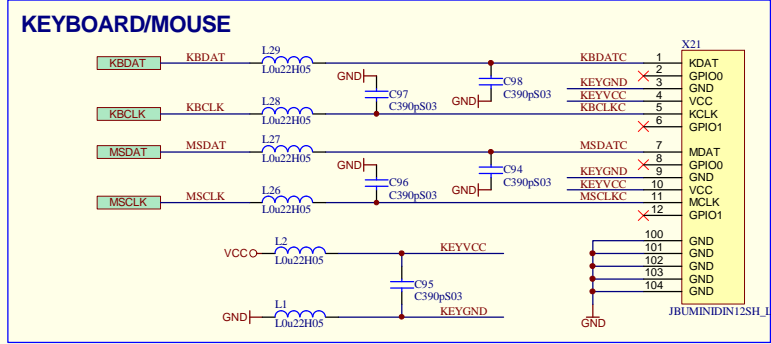 KEYBOARD/MOUSE
X21
KBDAT KBDAT L29 L0u22H05 KBDATC 1 KDAT
2 GPIO0
GND C97 C390pS03 GND C98 C390pS03 KEYGND 3 GND
KEYVCC 4 VCC
KBCLK KBCLK L28 L0u22H05 KBCLKC 5 KCLK
6 GPIO1
MSDAT MSDAT L27 L0u22H05 MSDATC 7 MDAT
8 GPIO0
GND C96 C390pS03 GND C94 C390pS03 KEYGND 9 GND
KEYVCC 10 VCC
MSCLK MSCLK L26 L0u22H05 MSCLKC 11 MCLK
12 GPIO1
VCC L2 L0u22H05 KEYVCC
100 GND
101 GND
102 GND
103 GND
104 GND
C95
C390pS03
GND L1 L0u22H05 KEYGND
GND
JBUMINIDIN12SH_L